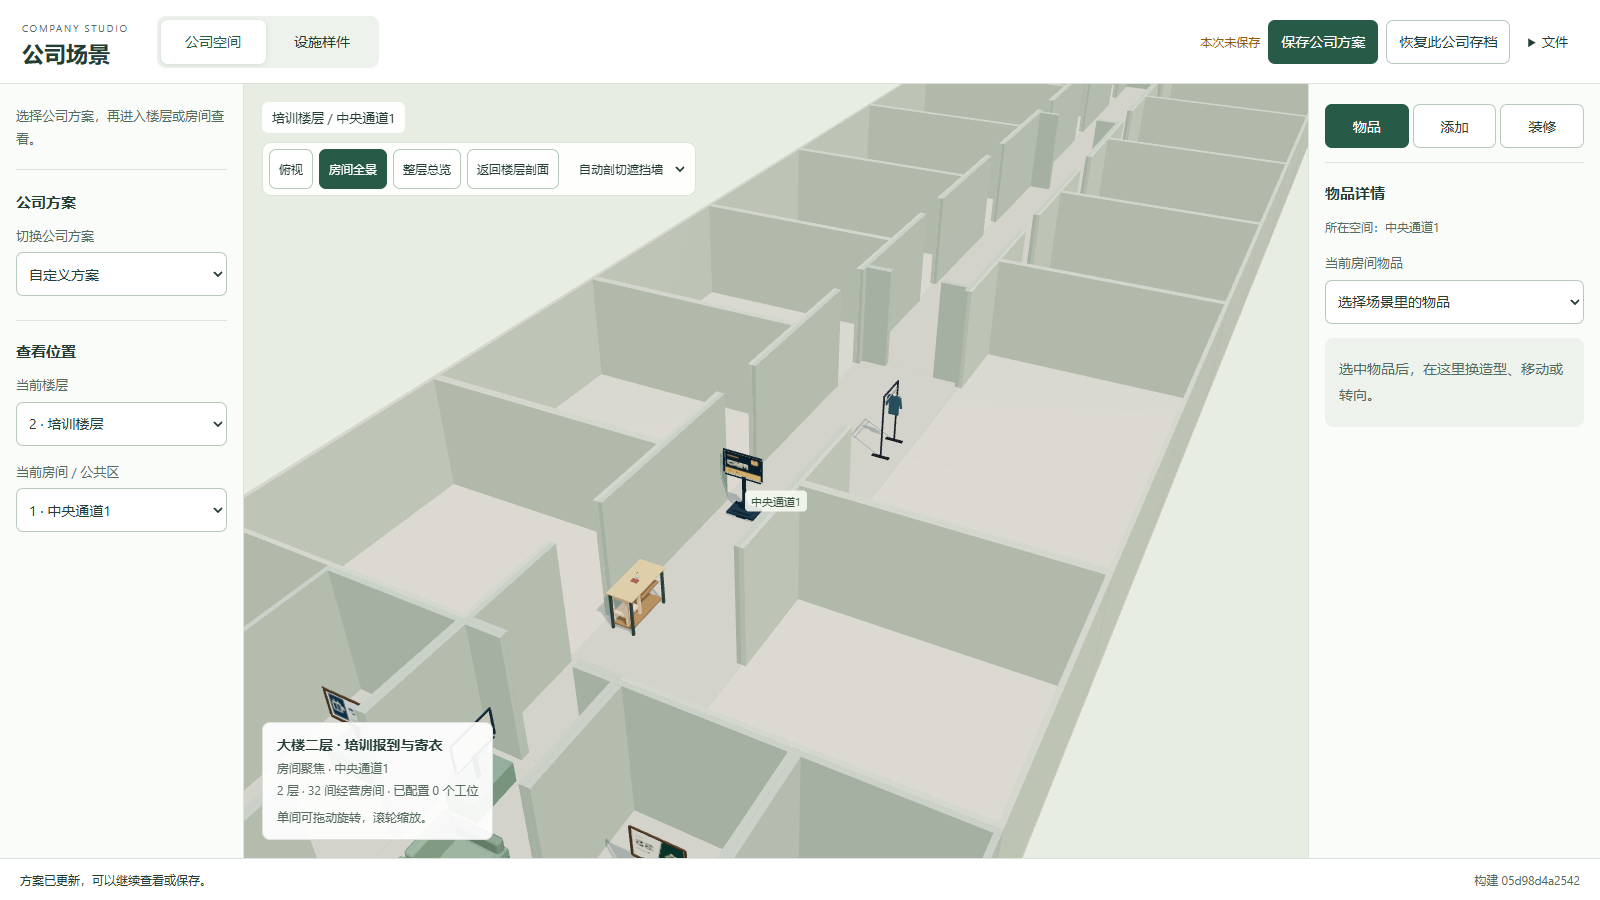 COMPANY STUDIO
公司场景
公司空间
设施样件
本次未保存
保存公司方案
恢复此公司存档
▶ 文件
选择公司方案，再进入楼层或房间查看。
公司方案
切换公司方案
自定义方案
查看位置
当前楼层
2 · 培训楼层
当前房间 / 公共区
1 · 中央通道1
培训楼层 / 中央通道1
俯视
房间全景
整层总览
返回楼层剖面
自动剖切遮挡墙
中央通道1
大楼二层 · 培训报到与寄衣
房间聚焦 · 中央通道1
2 层 · 32 间经营房间 · 已配置 0 个工位
单间可拖动旋转，滚轮缩放。
物品
添加
装修
物品详情
所在空间：中央通道1
当前房间物品
选择场景里的物品
选中物品后，在这里换造型、移动或转向。
方案已更新，可以继续查看或保存。
构建 05d98d4a2542